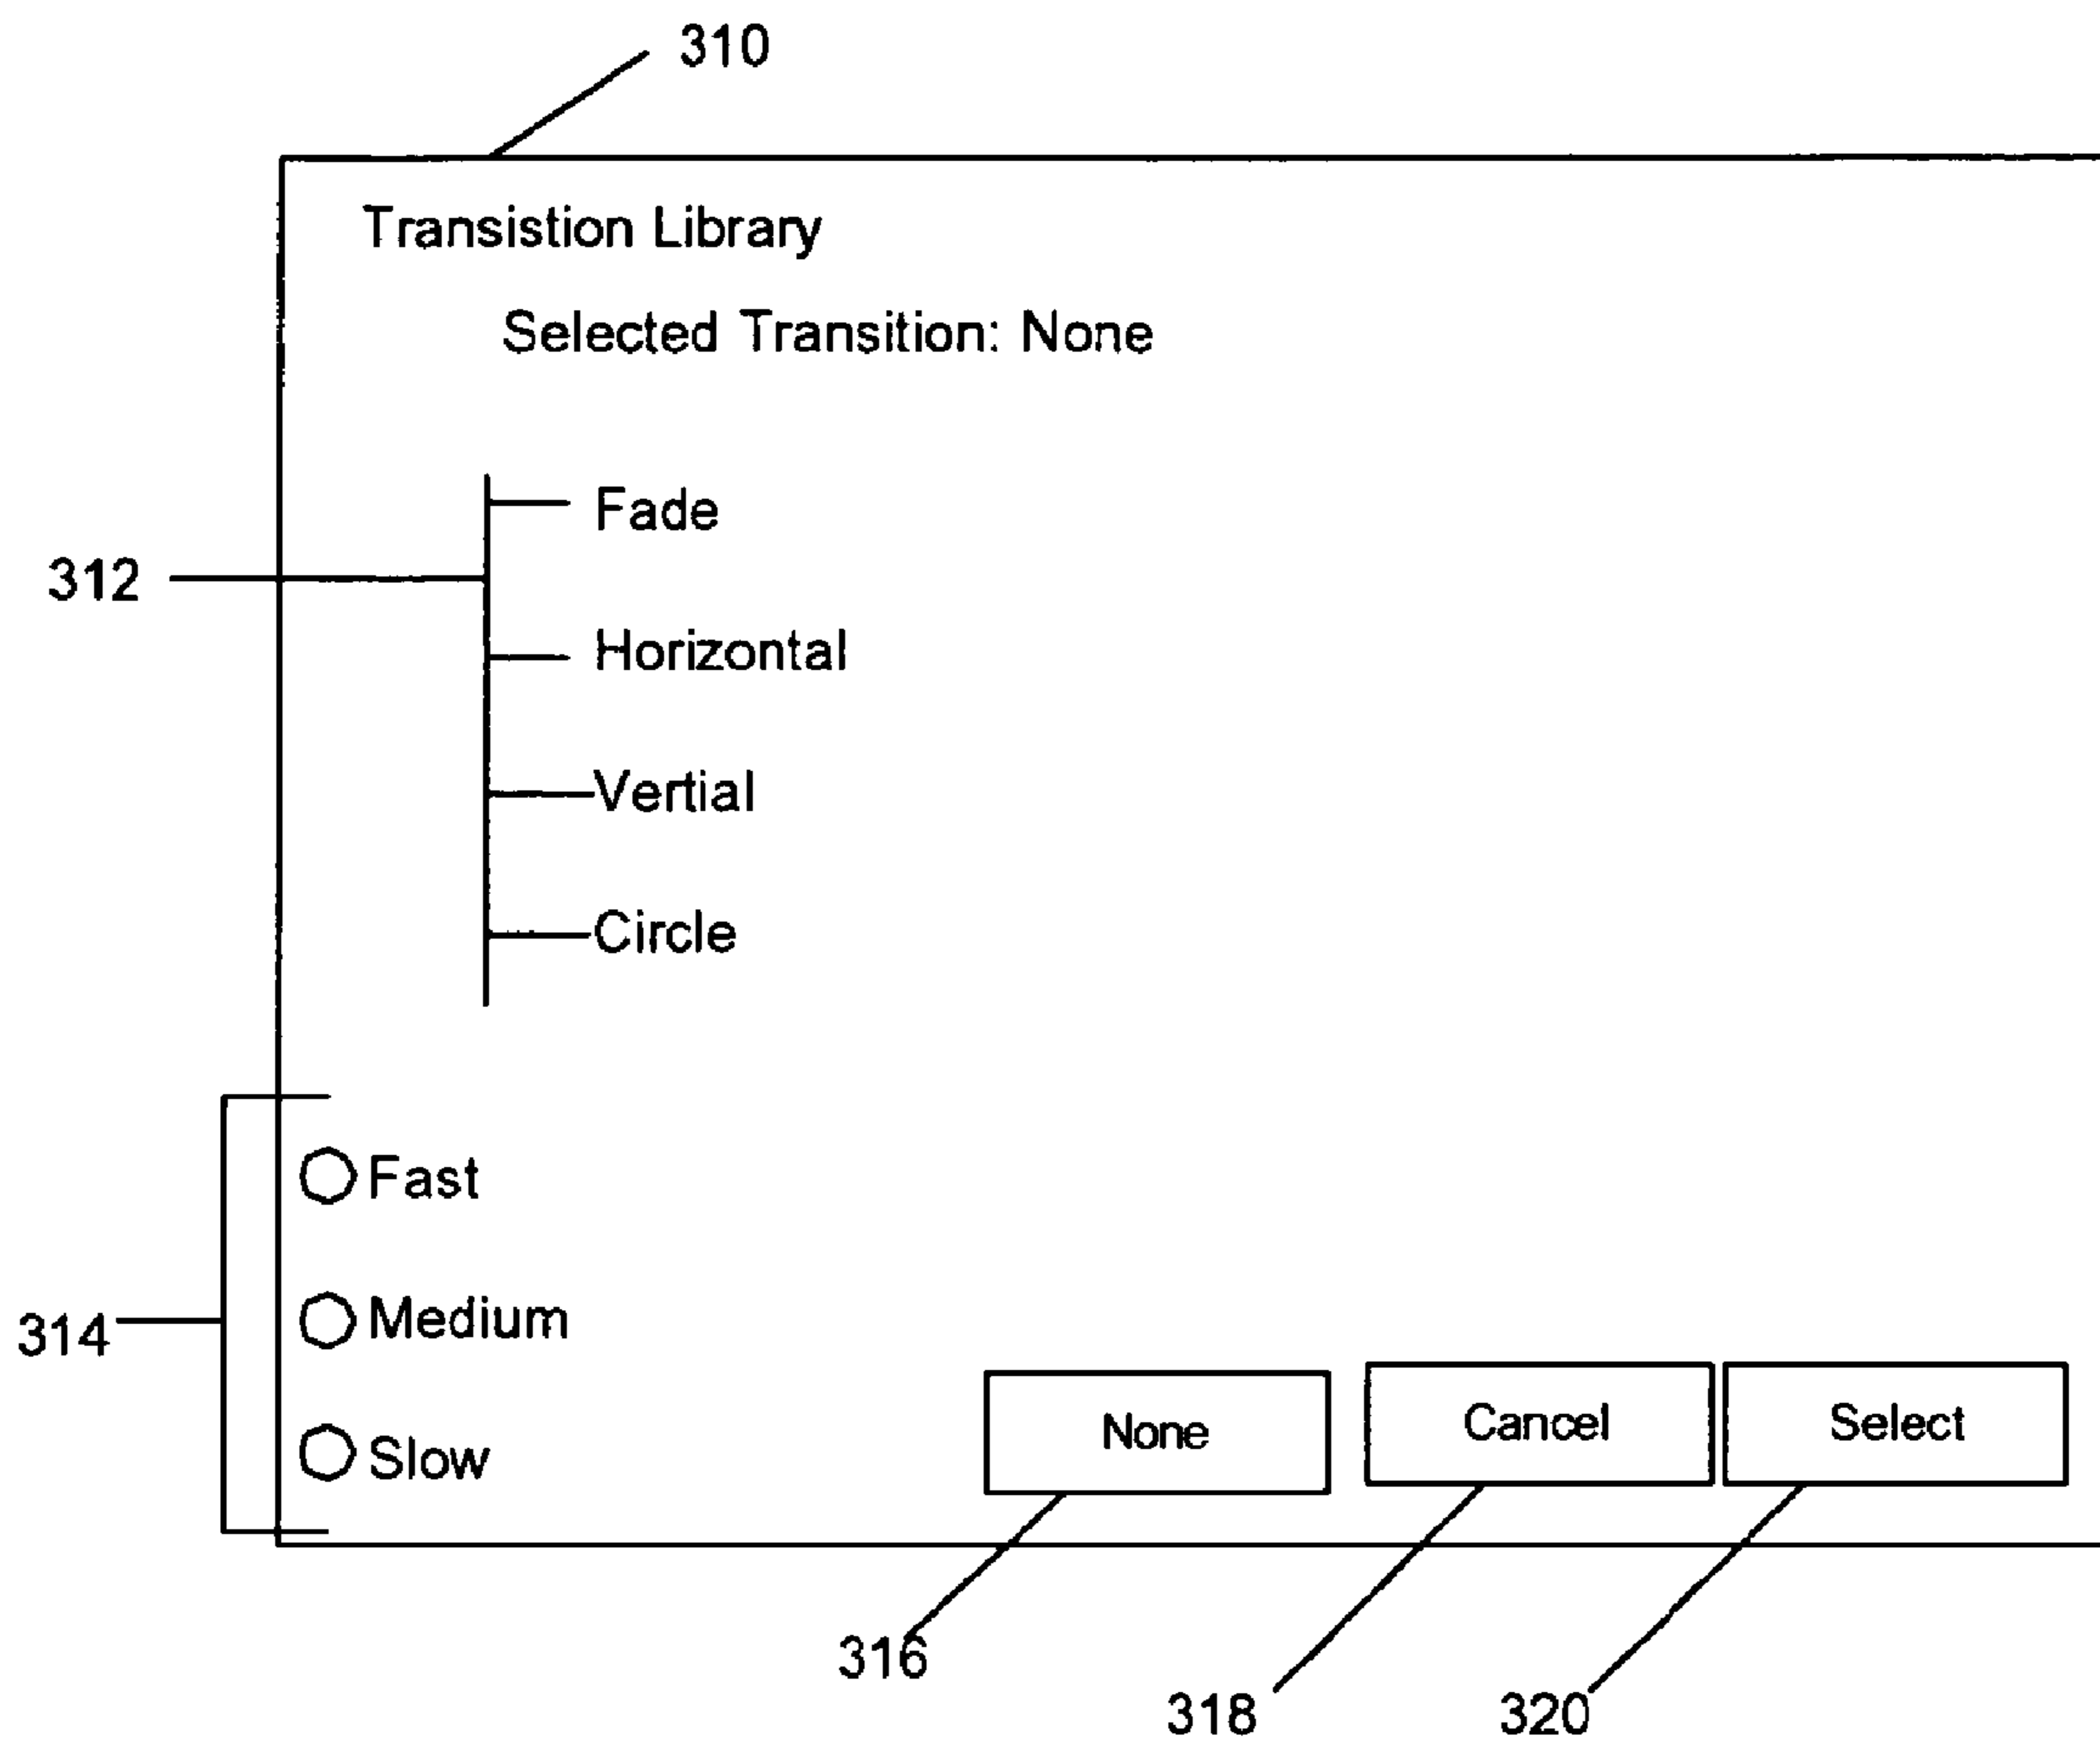 310
Transistion Library
Selected Transition: None
Fade
312
Horizontal
Vertial
Circle
Fast
314
Medium
Slow
None
Cancel
Select
316
318
320